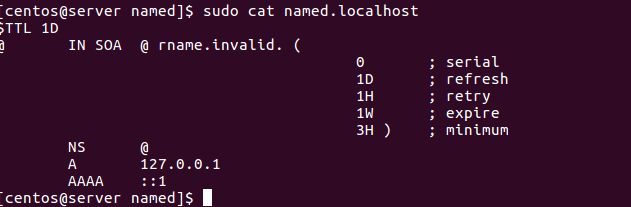 [centos@server named]$ sudo cat named.localhost
$TTL 1D
@       IN SOA  @ rname.invalid. (
                                        0       ; serial
                                        1D      ; refresh
                                        1H      ; retry
                                        1W      ; expire
                                        3H )    ; minimum
        NS      @
        A       127.0.0.1
        AAAA    ::1
[centos@server named]$